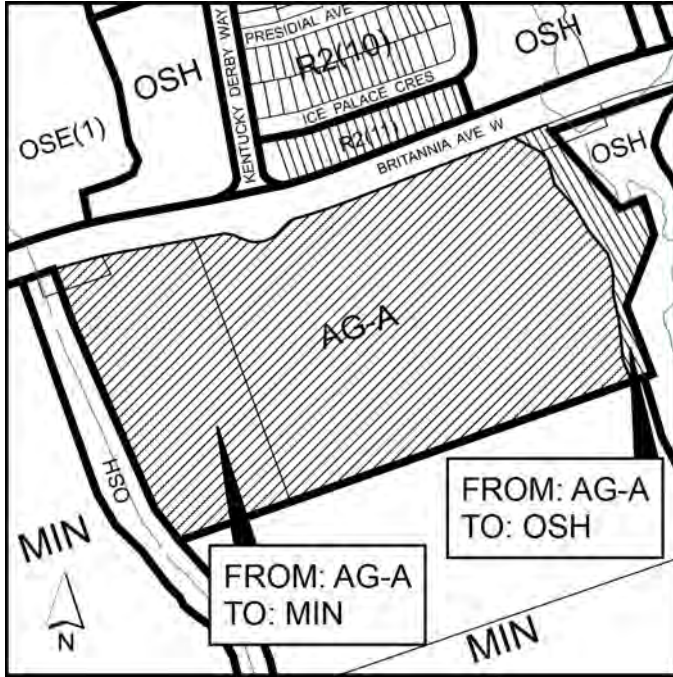 PRESIDIAL AVE
OSH
KENTUCKY DERBY WAY
R2(10)
OSH
ICE PALACE CRES
OSE(1)
R2(11)
BRITANNIA AVE W
OSH
AG-A
OSH
MIN
FROM: AG-A
TO: OSH
FROM: AG-A
TO: MIN
MIN
N